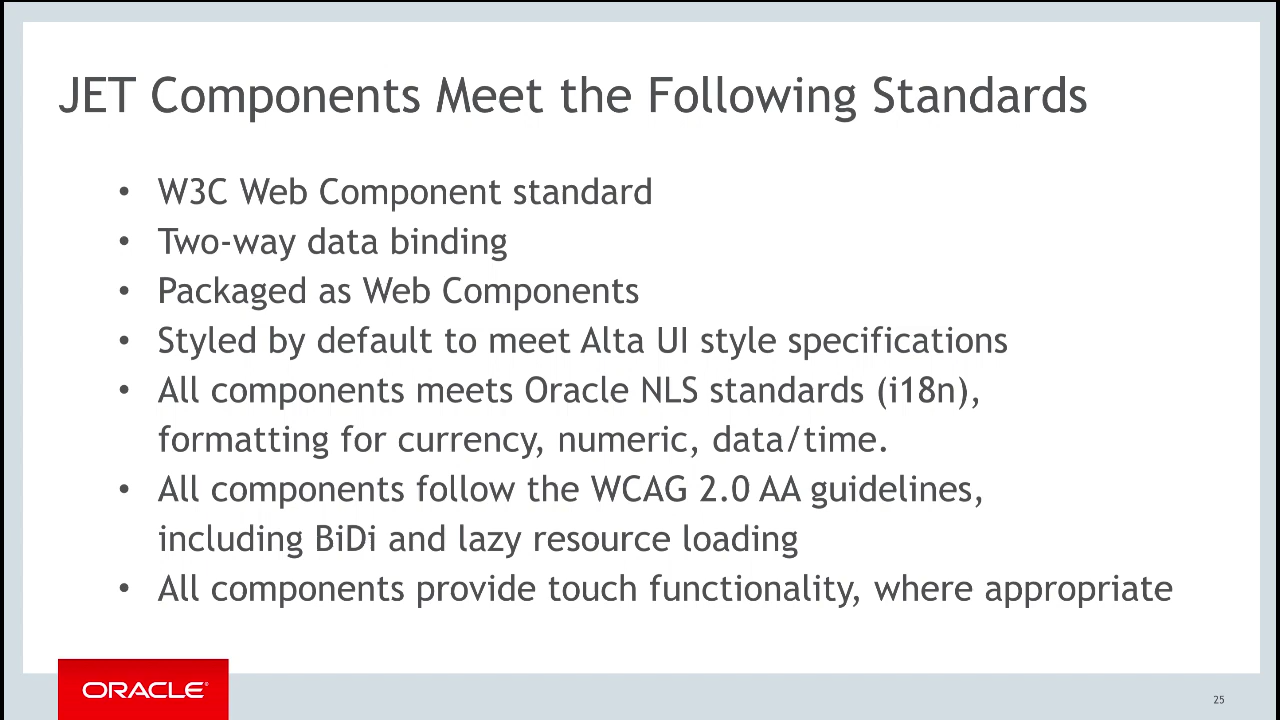 JET Components Meet the Following Standards
• W3C Web Component standard
• Two-way data binding
• Packaged as Web Components
• Styled by default to meet Alta UI style specifications
• All components meets Oracle NLS standards (i18n),
formatting for currency, numeric, data/time.
• All components follow the WCAG 2.0 AA guidelines,
including BiDi and lazy resource loading
• All components provide touch functionality, where appropriate
ORACLE®
25